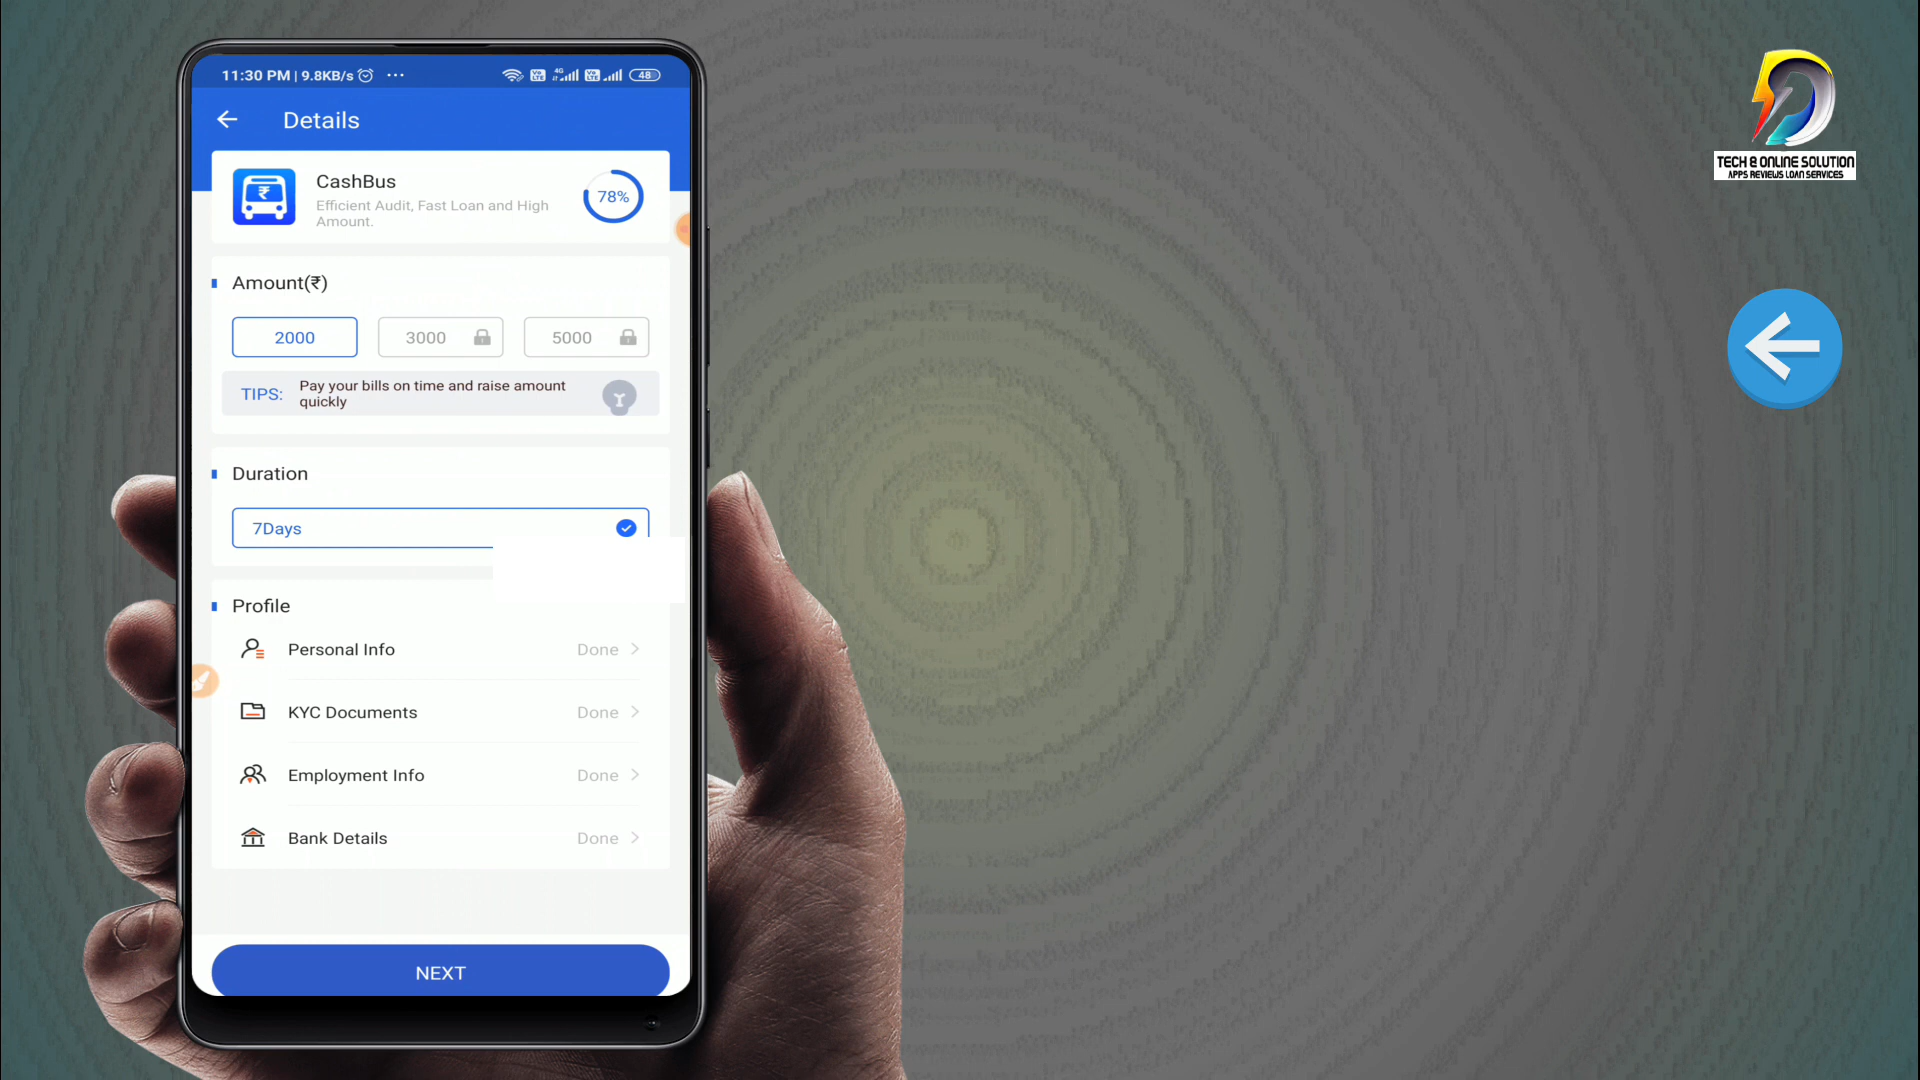 11:30 PM | 9.8KB/s
4G
48
Details
CashBus
Efficient Audit, Fast Loan and High
Amount.
78%
Amount(₹)
2000
3000
5000
TIPS:
Pay your bills on time and raise amount
quickly
Duration
7Days
Profile
Personal Info
Done
KYC Documents
Done
Employment Info
Done
Bank Details
Done
NEXT
TECH & ONLINE SOLUTION
APPS REVIEWS LOAN SERVICES